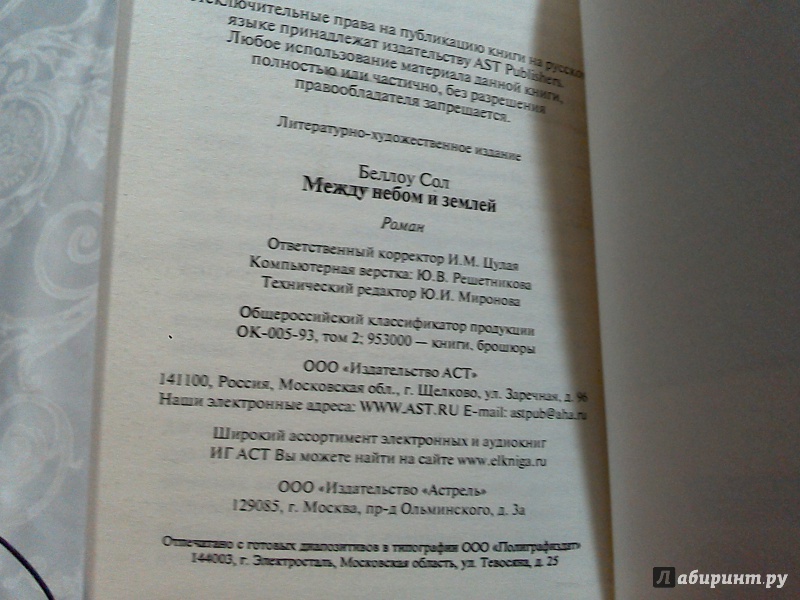 Исключительные права на публикацию книги на русском
языке принадлежат издательству AST Publishers.
Любое использование материала данной книги,
полностью или частично, без разрешения
правообладателя запрещается.
Литературно-художественное издание
Беллоу Сол
Между небом и землей
Роман
Ответственный корректор И.М. Цулая
Компьютерная верстка: Ю.В. Решетникова
Технический редактор Ю.И. Миронова
Общероссийский классификатор продукции
ОК-005-93, том 2; 953000 — книги, брошюры
ООО «Издательство АСТ»
141100, Россия, Московская обл., г. Щелково, ул. Заречная, д. 96
Наши электронные адреса: WWW.AST.RU E-mail: astpub@aha.ru
Широкий ассортимент электронных и аудиокниг
ИГ АСТ Вы можете найти на сайте www.elkniga.ru
ООО «Издательство «Астрель»
129085, г. Москва, пр-д Ольминского, д. 3а
Отпечатано с готовых диапозитивов в типографии ООО «Полиграфиздат»
144003, г. Электросталь, Московская область, ул. Тевосяна, д. 25
Лабиринт.ру